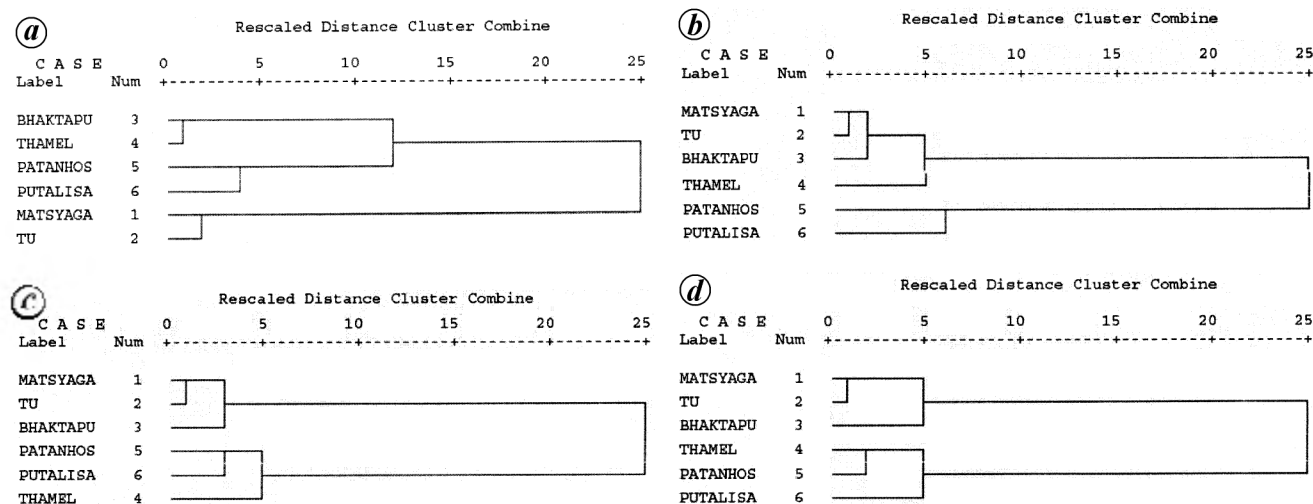 a
Rescaled Distance Cluster Combine
C A S E 0 5 10 15 20 25
Label Num
BHAKTAPU 3
THAMEL 4
PATANHOS 5
PUTALISA 6
MATSYAGA 1
TU 2
b
Rescaled Distance Cluster Combine
C A S E 0 5 10 15 20 25
Label Num
MATSYAGA 1
TU 2
BHAKTAPU 3
THAMEL 4
PATANHOS 5
PUTALISA 6
c
Rescaled Distance Cluster Combine
C A S E 0 5 10 15 20 25
Label Num
MATSYAGA 1
TU 2
BHAKTAPU 3
PATANHOS 5
PUTALISA 6
THAMEL 4
d
Rescaled Distance Cluster Combine
C A S E 0 5 10 15 20 25
Label Num
MATSYAGA 1
TU 2
BHAKTAPU 3
THAMEL 4
PATANHOS 5
PUTALISA 6